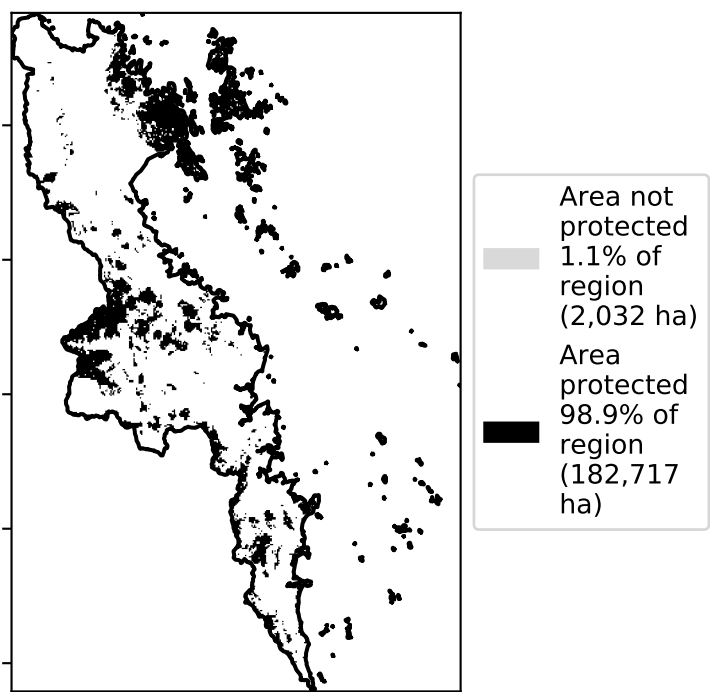 Area not
protected
1.1% of
region
(2,032 ha)
Area
protected
98.9% of
region
(182,717
ha)